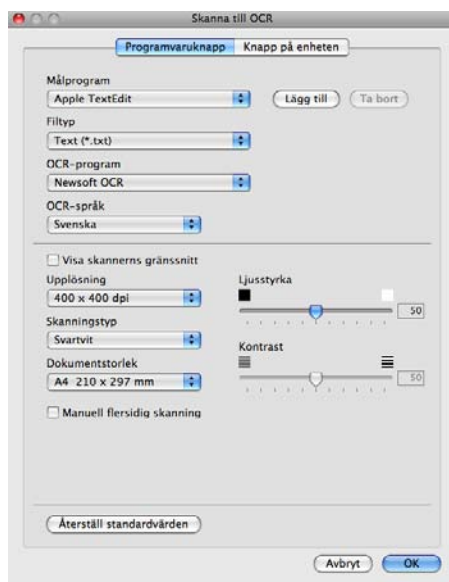 Skanna till OCR
Programvaruknapp Knapp på enheten
Målprogram
Apple TextEdit Lägg till Ta bort
Filtyp
Text (*.txt)
OCR-program
Newsoft OCR
OCR-språk
Svenska
Visa skannerns gränssnitt
Upplösning Ljusstyrka
400 x 400 dpi 50
Skanningstyp
Svartvit Kontrast
Dokumentstorlek
A4 210 x 297 mm 50
Manuell flersidig skanning
Återställ standardvärden
Avbryt OK